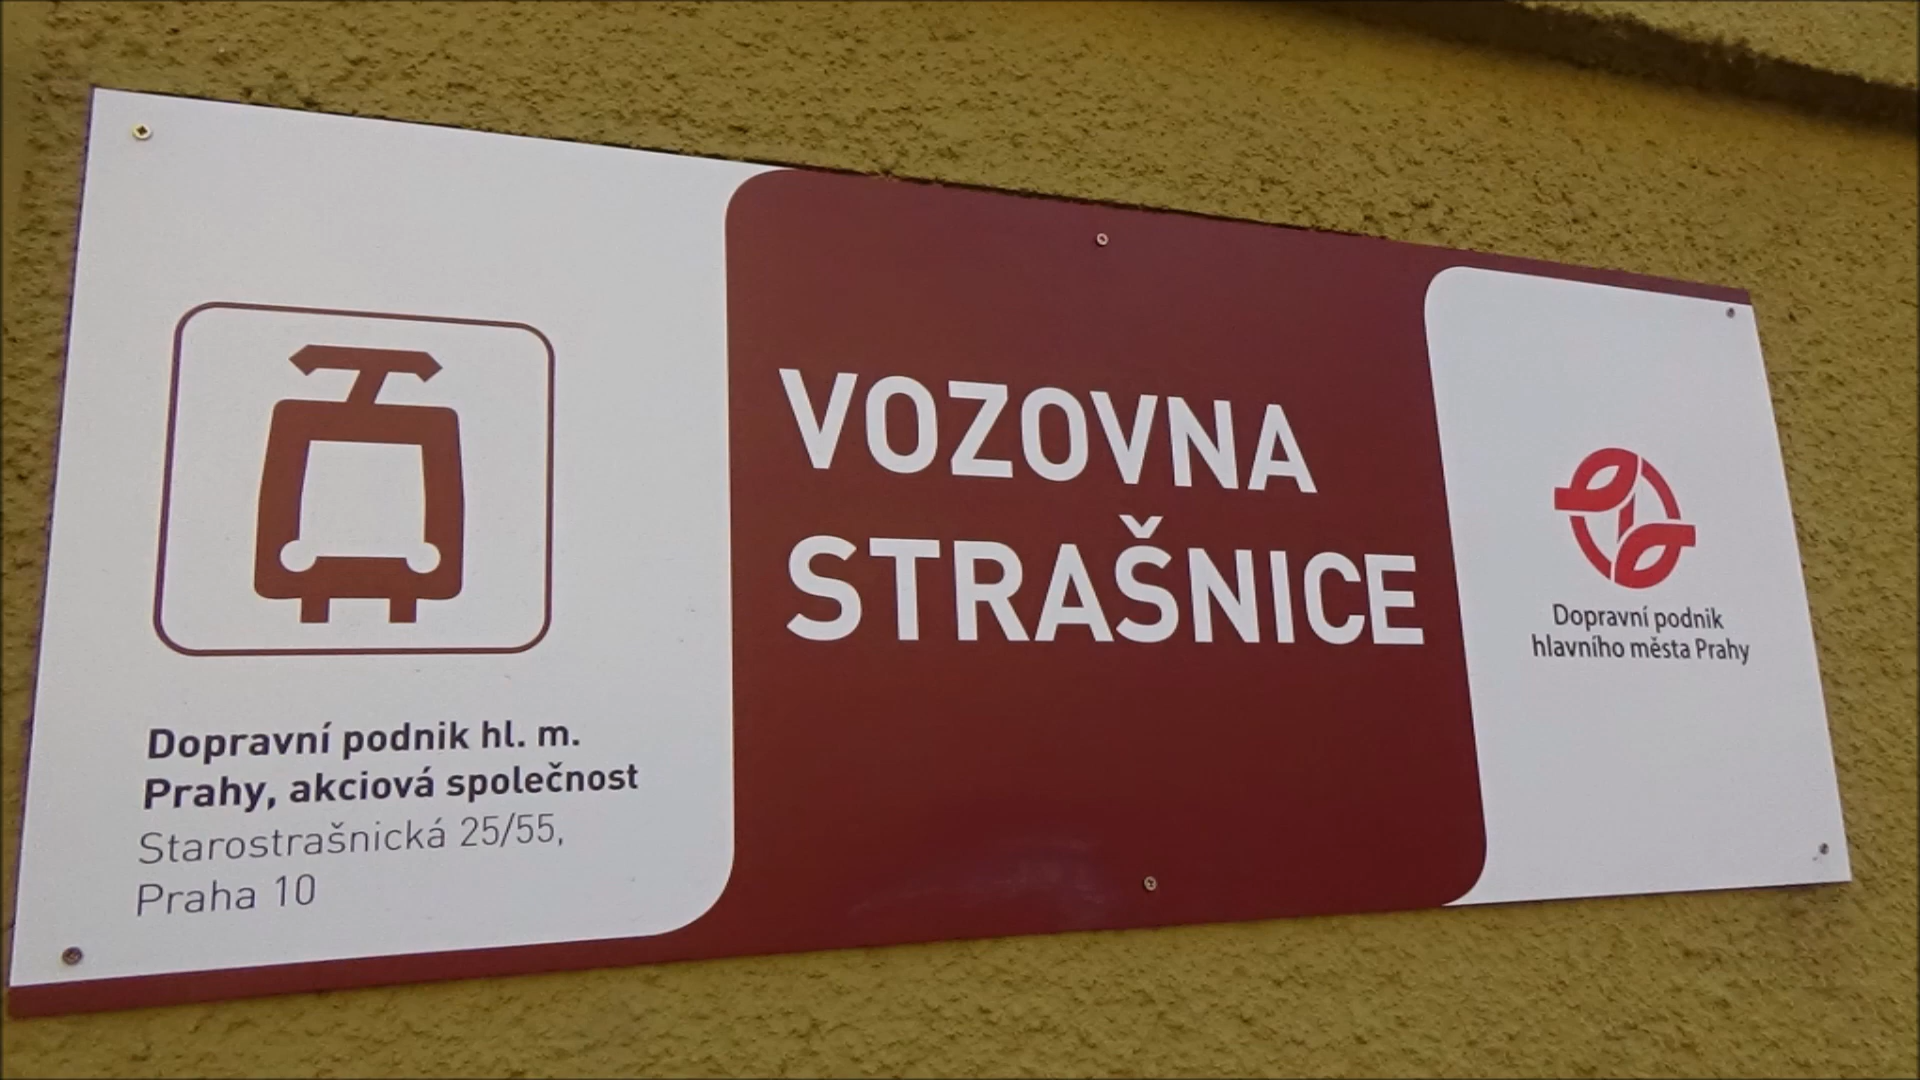 Dopravní podnik hl. m.
Prahy, akciová společnost
Starostrašnická 25/55,
Praha 10
VOZOVNA
STRAŠNICE
Dopravní podnik
hlavního města Prahy